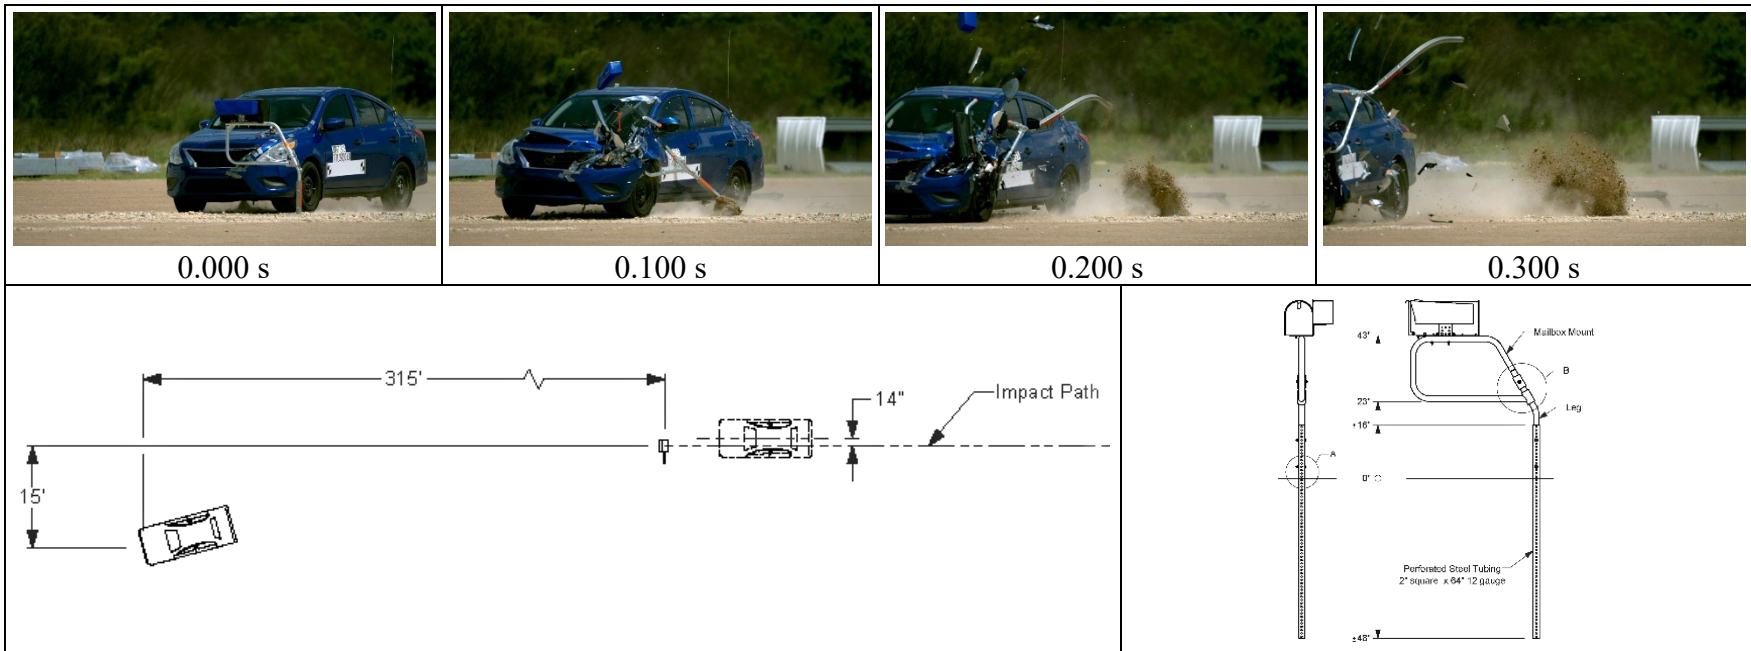 0.000 s
0.100 s
0.200 s
0.300 s
315'
14"
Impact Path
15'
43"
Mailbox Mount
B
23"
Leg
±16"
A
0"
Perforated Steel Tubing
2" square x 64" 12 gauge
±48"